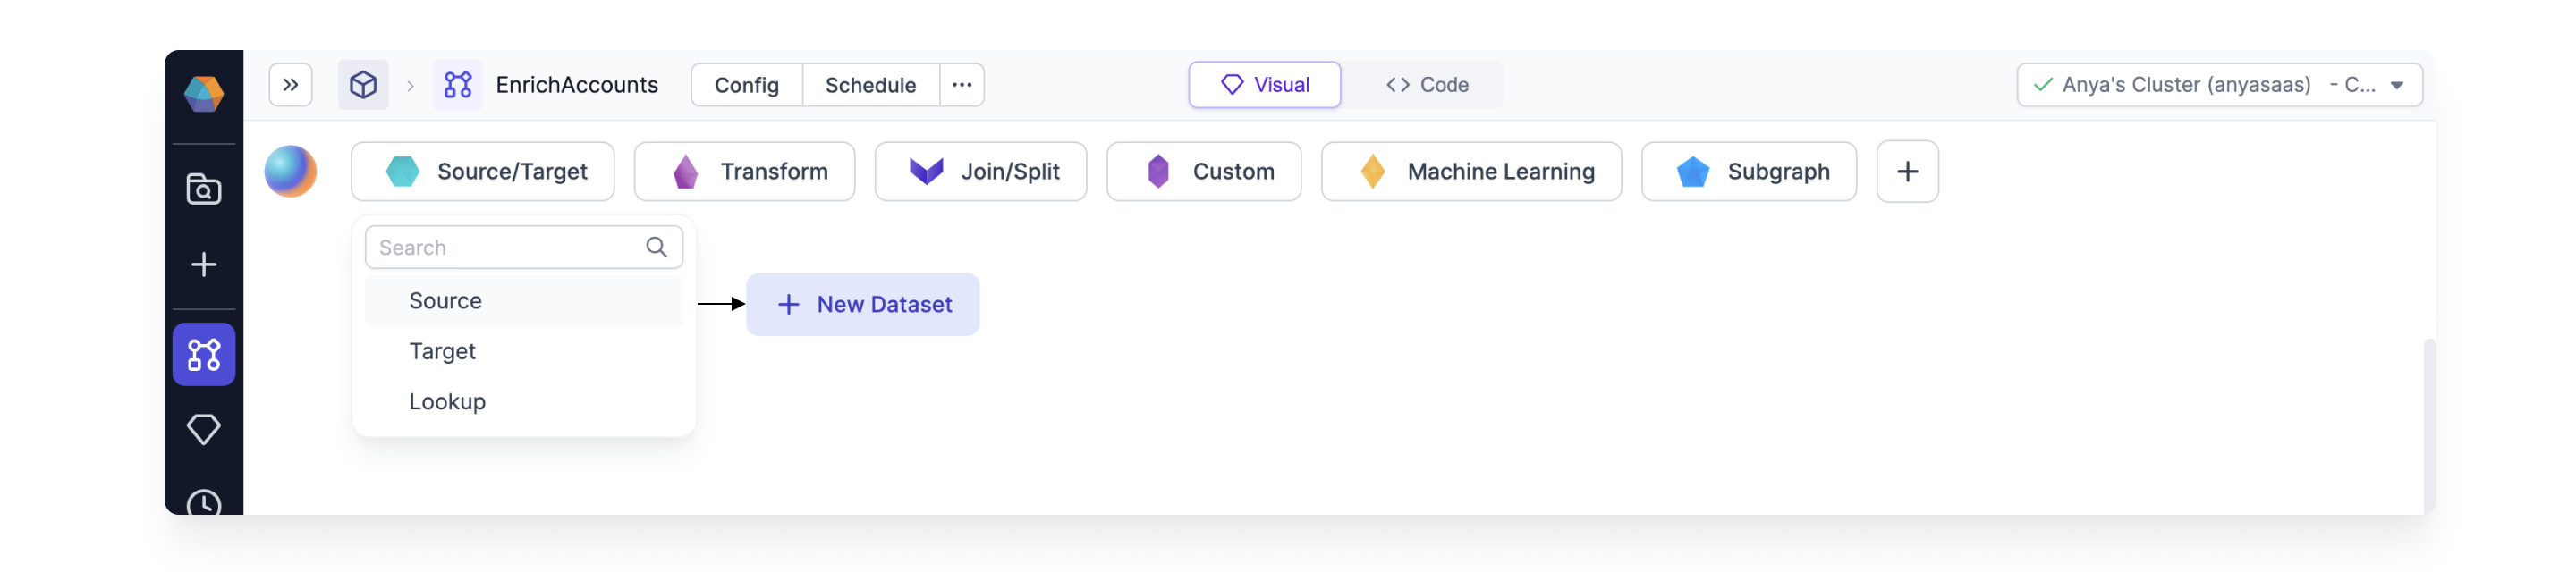 EnrichAccounts Config Schedule ... Visual <> Code Anya's Cluster (anyasaas) - C...
Source/Target Transform Join/Split Custom Machine Learning Subgraph +
Search
Source
+ New Dataset
Target
Lookup